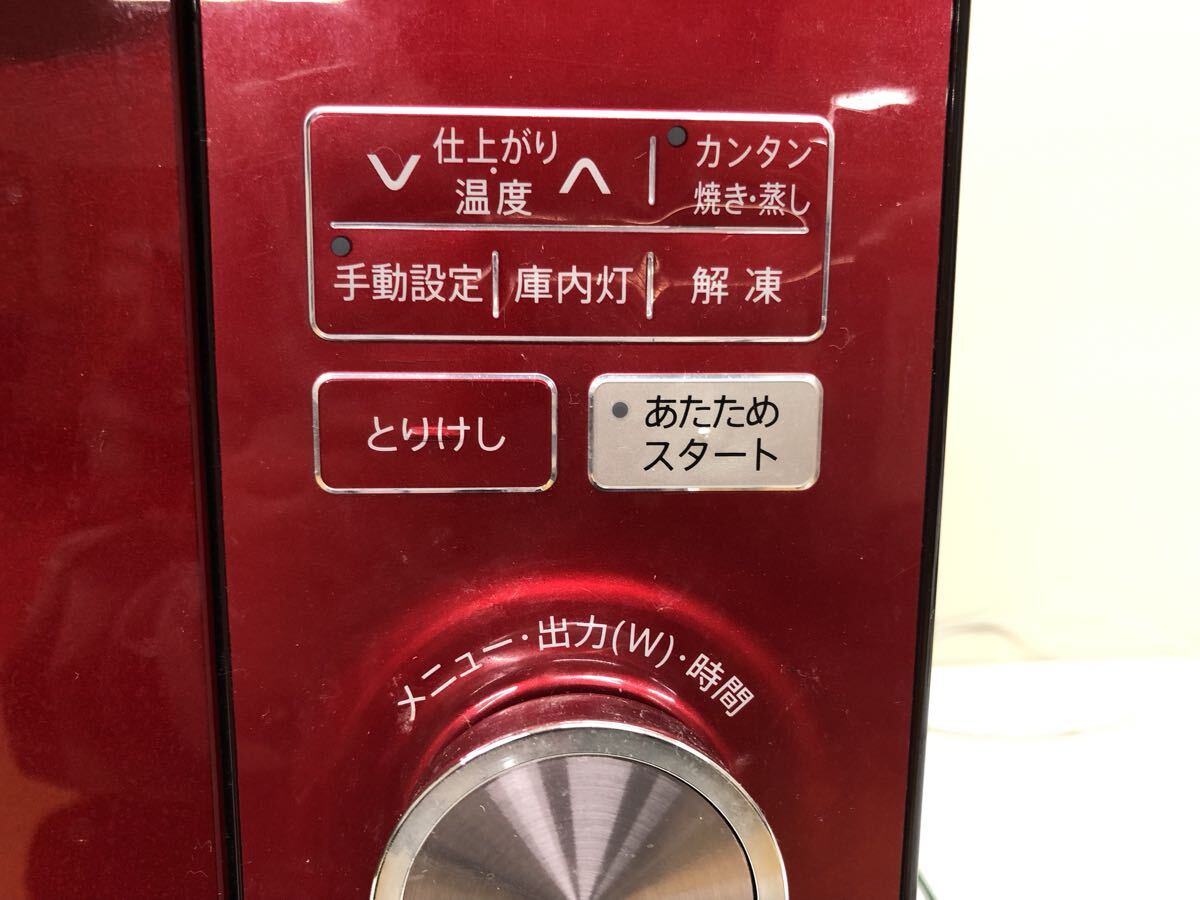 仕上がり・温度
カンタン
焼き・蒸し
手動設定
庫内灯
解凍
とりけし
あたため
スタート
メニュー・出力(W)・時間